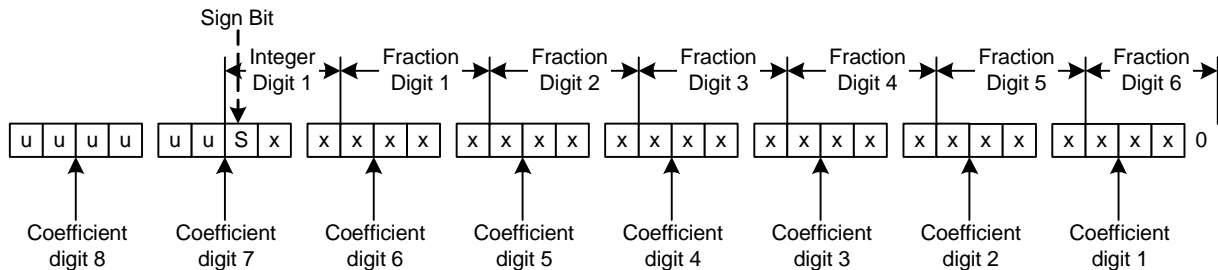 Sign Bit
Integer Digit 1
Fraction Digit 1
Fraction Digit 2
Fraction Digit 3
Fraction Digit 4
Fraction Digit 5
Fraction Digit 6
u u u u
u u S x
x x x x
x x x x
x x x x
x x x x
x x x x
x x x x 0
Coefficient digit 8
Coefficient digit 7
Coefficient digit 6
Coefficient digit 5
Coefficient digit 4
Coefficient digit 3
Coefficient digit 2
Coefficient digit 1